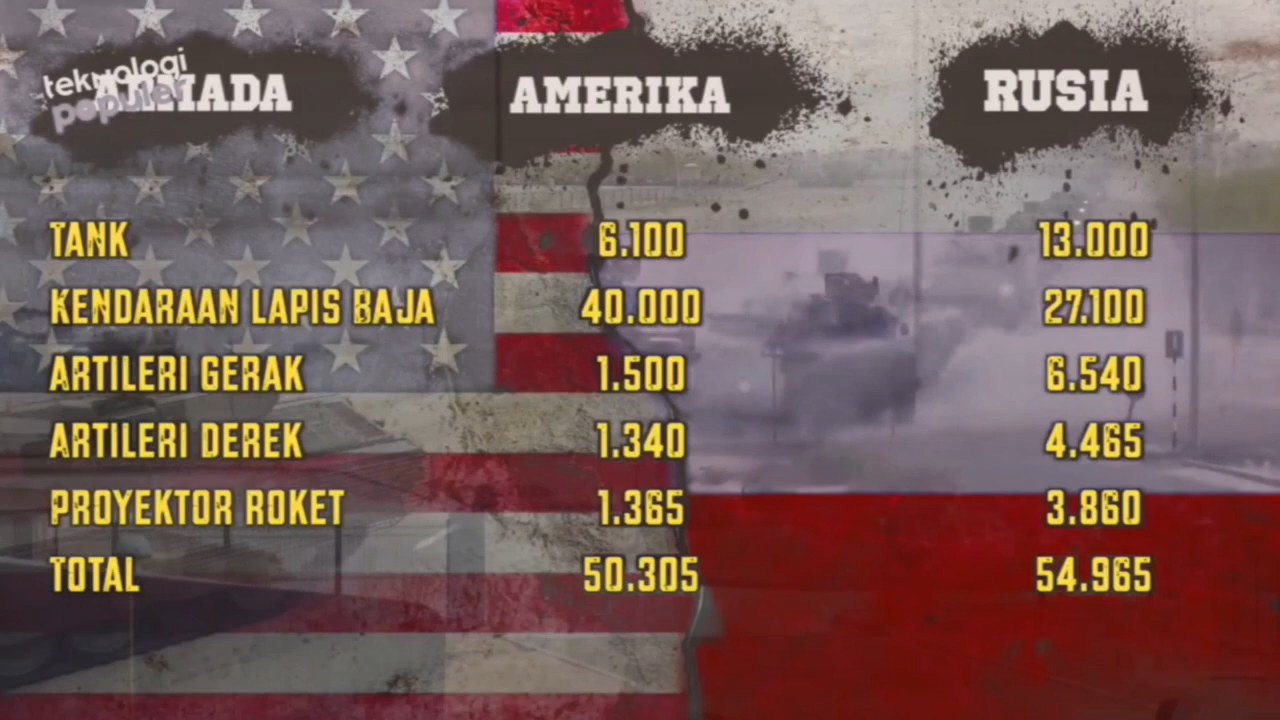 teknologi
populer
ARMADA AMERIKA RUSIA
TANK 6.100 13.000
KENDARAAN LAPIS BAJA 40.000 27.100
ARTILERI GERAK 1.500 6.540
ARTILERI DEREK 1.340 4.465
PROYEKTOR ROKET 1.365 3.860
TOTAL 50.305 54.965